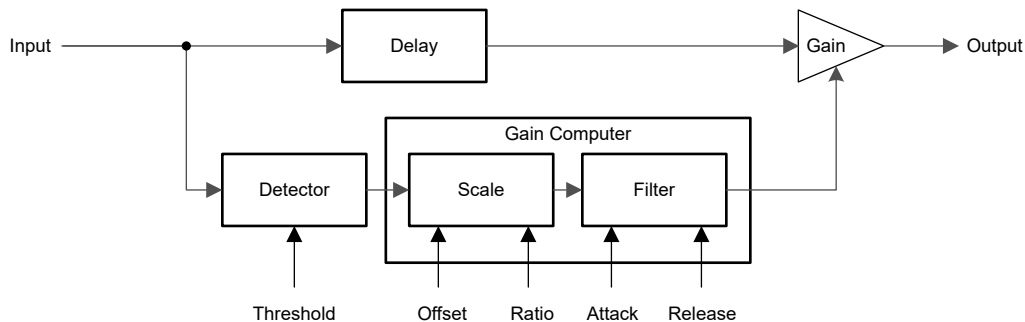 Input
Delay
Gain
Output
Gain Computer
Detector
Scale
Filter
Threshold
Offset
Ratio
Attack
Release